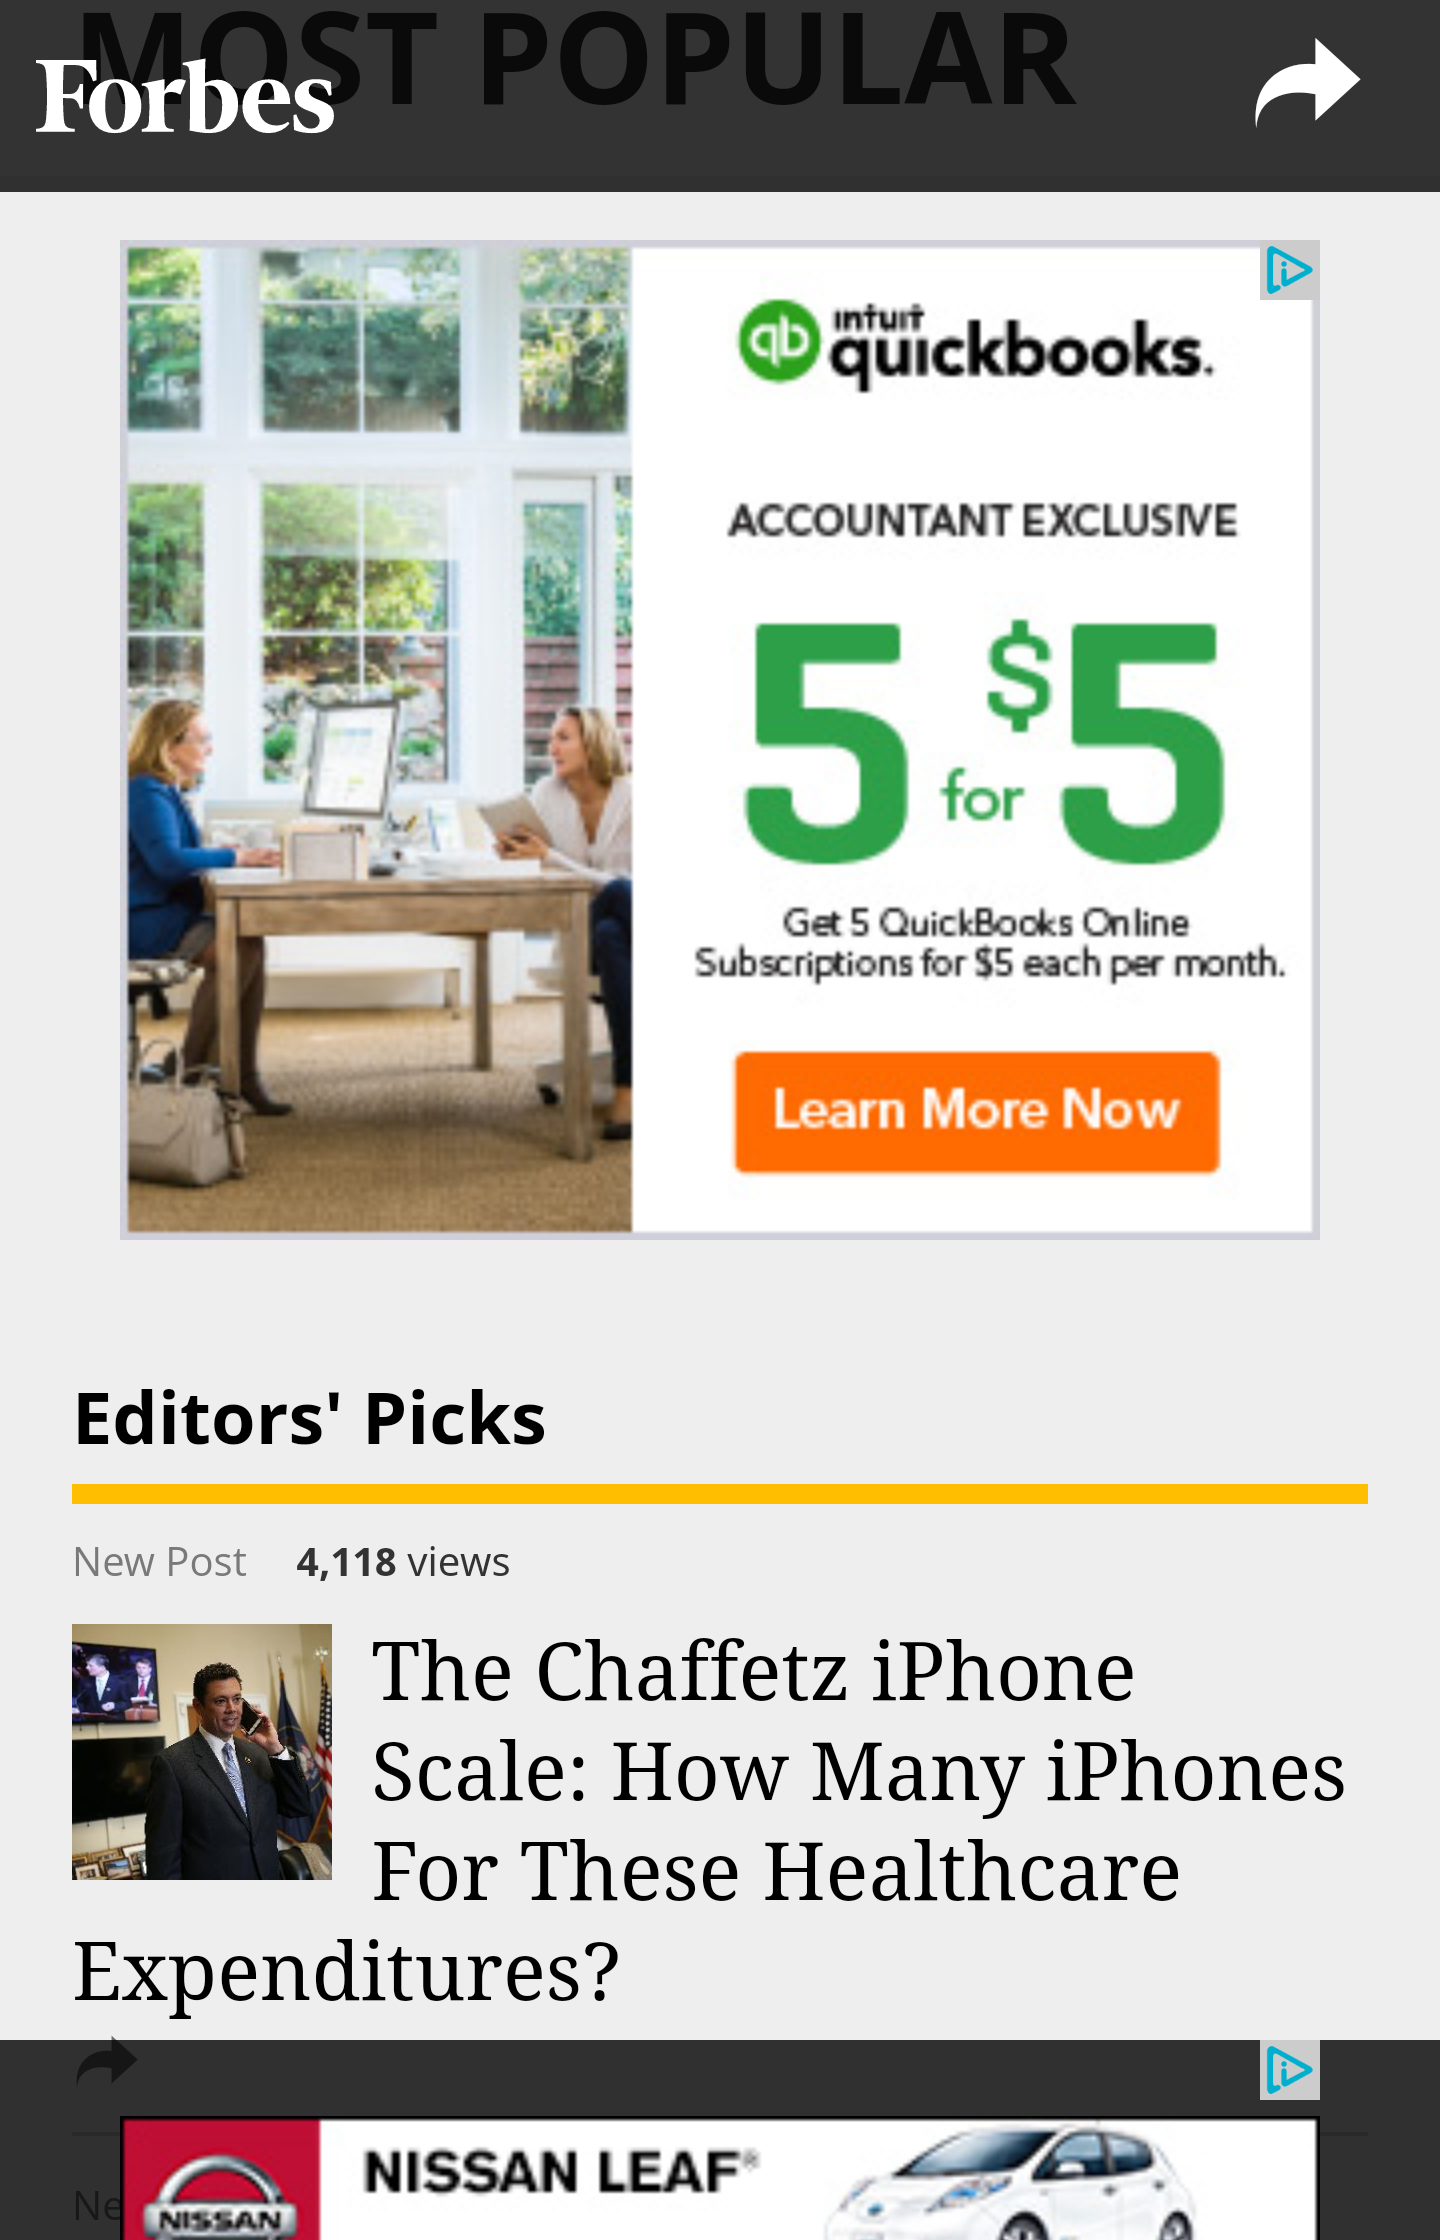 MOST POPULAR
Forbes
intuit
qb quickbooks.
ACCOUNTANT EXCLUSIVE
5 for $5
Get 5 QuickBooks Online
Subscriptions for $5 each per month.
Learn More Now
Editors' Picks
New Post 4,118 views
The Chaffetz iPhone
Scale: How Many iPhones
For These Healthcare
Expenditures?
NISSAN LEAF®
NISSAN
Ne